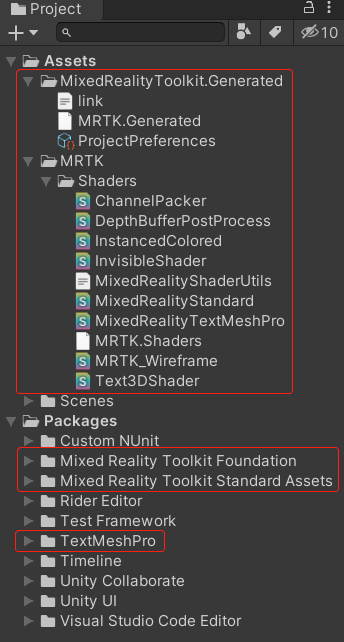 Project
10
Assets
MixedRealityToolkit.Generated
link
MRTK.Generated
ProjectPreferences
MRTK
Shaders
ChannelPacker
DepthBufferPostProcess
InstancedColored
InvisibleShader
MixedRealityShaderUtils
MixedRealityStandard
MixedRealityTextMeshPro
MRTK.Shaders
MRTK_Wireframe
Text3DShader
Scenes
Packages
Custom NUnit
Mixed Reality Toolkit Foundation
Mixed Reality Toolkit Standard Assets
Rider Editor
Test Framework
TextMeshPro
Timeline
Unity Collaborate
Unity UI
Visual Studio Code Editor